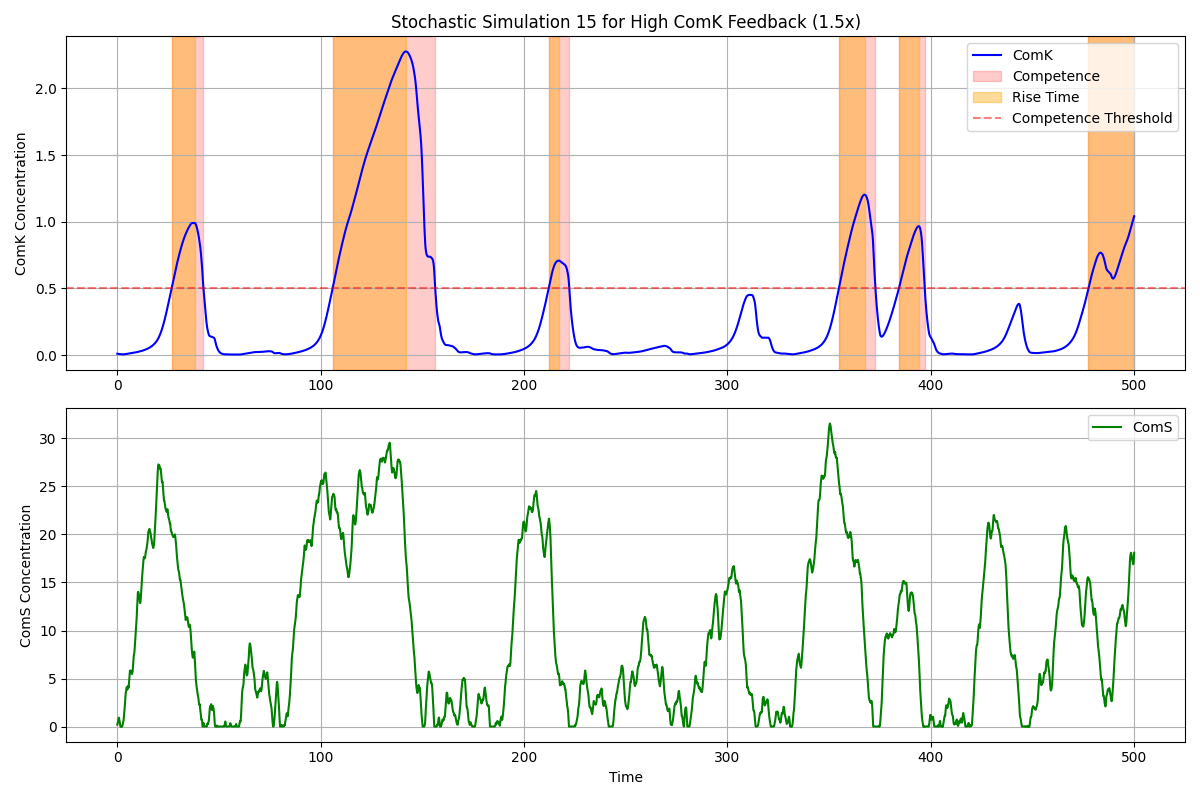 Stochastic Simulation 15 for High ComK Feedback (1.5x)
ComK Concentration
2.0
1.5
1.0
0.5
0.0
0 100 200 300 400 500
ComK
Competence
Rise Time
Competence Threshold
ComS Concentration
30
25
20
15
10
5
0
0 100 200 300 400 500
Time
ComS